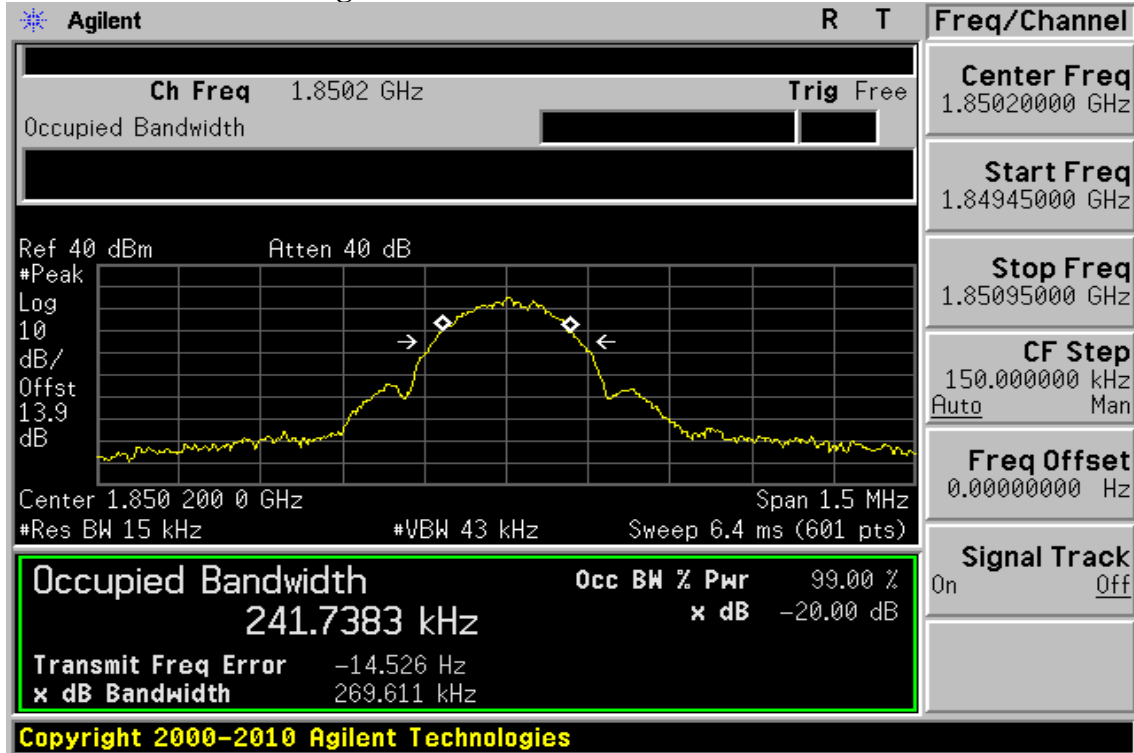 Agilent R T
Freq/Channel
Ch Freq 1.8502 GHz Trig Free
Occupied Bandwidth
Center Freq
1.85020000 GHz
Start Freq
1.84945000 GHz
Stop Freq
1.85095000 GHz
CF Step
150.000000 kHz
Auto Man
Freq Offset
0.00000000 Hz
Signal Track
On Off
Ref 40 dBm Atten 40 dB
#Peak
Log
10
dB/
Offst
13.9
dB
Center 1.850 200 0 GHz Span 1.5 MHz
#Res BW 15 kHz #VBW 43 kHz Sweep 6.4 ms (601 pts)
Occupied Bandwidth Occ BW % Pwr 99.00 %
241.7383 kHz x dB -20.00 dB
Transmit Freq Error -14.526 Hz
x dB Bandwidth 269.611 kHz
Copyright 2000-2010 Agilent Technologies